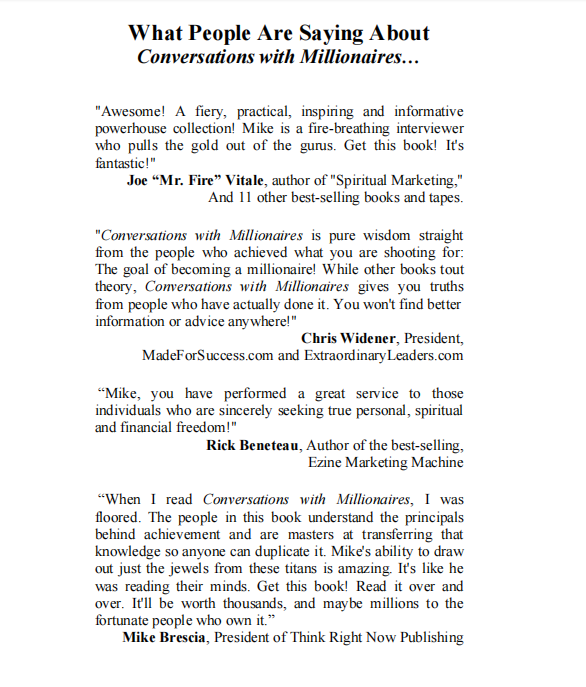 What People Are Saying About
Conversations with Millionaires…
"Awesome! A fiery, practical, inspiring and informative
powerhouse collection! Mike is a fire-breathing interviewer
who pulls the gold out of the gurus. Get this book! It's
fantastic!"
Joe “Mr. Fire” Vitale, author of "Spiritual Marketing,"
And 11 other best-selling books and tapes.
"Conversations with Millionaires is pure wisdom straight
from the people who achieved what you are shooting for:
The goal of becoming a millionaire! While other books tout
theory, Conversations with Millionaires gives you truths
from people who have actually done it. You won't find better
information or advice anywhere!"
Chris Widener, President,
MadeForSuccess.com and ExtraordinaryLeaders.com
“Mike, you have performed a great service to those
individuals who are sincerely seeking true personal, spiritual
and financial freedom!"
Rick Beneteau, Author of the best-selling,
Ezine Marketing Machine
“When I read Conversations with Millionaires, I was
floored. The people in this book understand the principals
behind achievement and are masters at transferring that
knowledge so anyone can duplicate it. Mike's ability to draw
out just the jewels from these titans is amazing. It's like he
was reading their minds. Get this book! Read it over and
over. It'll be worth thousands, and maybe millions to the
fortunate people who own it.”
Mike Brescia, President of Think Right Now Publishing